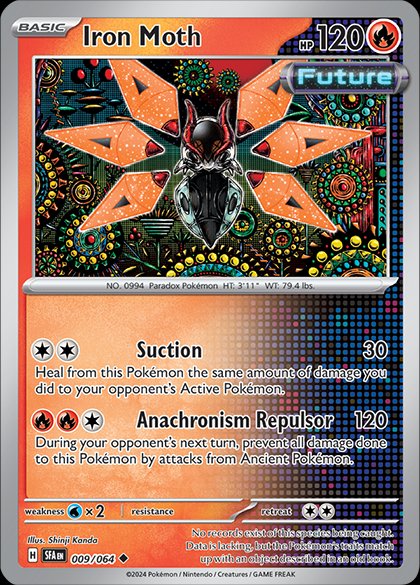 BASIC
Iron Moth
HP 120
Future
NO. 0994 Paradox Pokémon HT: 3'11" WT: 79.4 lbs.
Suction 30
Heal from this Pokémon the same amount of damage you
did to your opponent's Active Pokémon.
Anachronism Repulsor 120
During your opponent's next turn, prevent all damage done
to this Pokémon by attacks from Ancient Pokémon.
weakness ×2 resistance retreat
Illus. Shinji Kanda
H SFA EN 009/064
No records exist of this species being caught.
Data is lacking, but the Pokémon's traits match
up with an object described in an old book.
©2024 Pokémon / Nintendo / Creatures / GAME FREAK